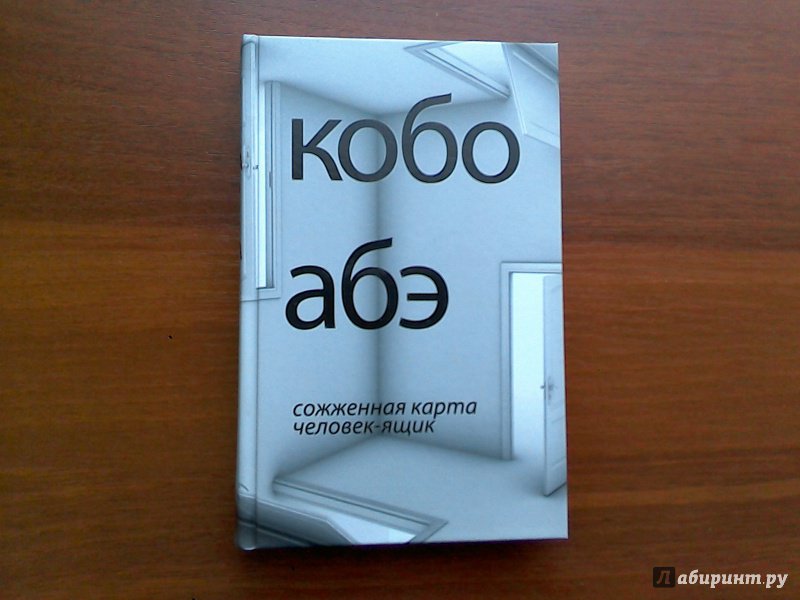 кобо
абэ
сожженная карта
человек-ящик
Лабиринт.ру